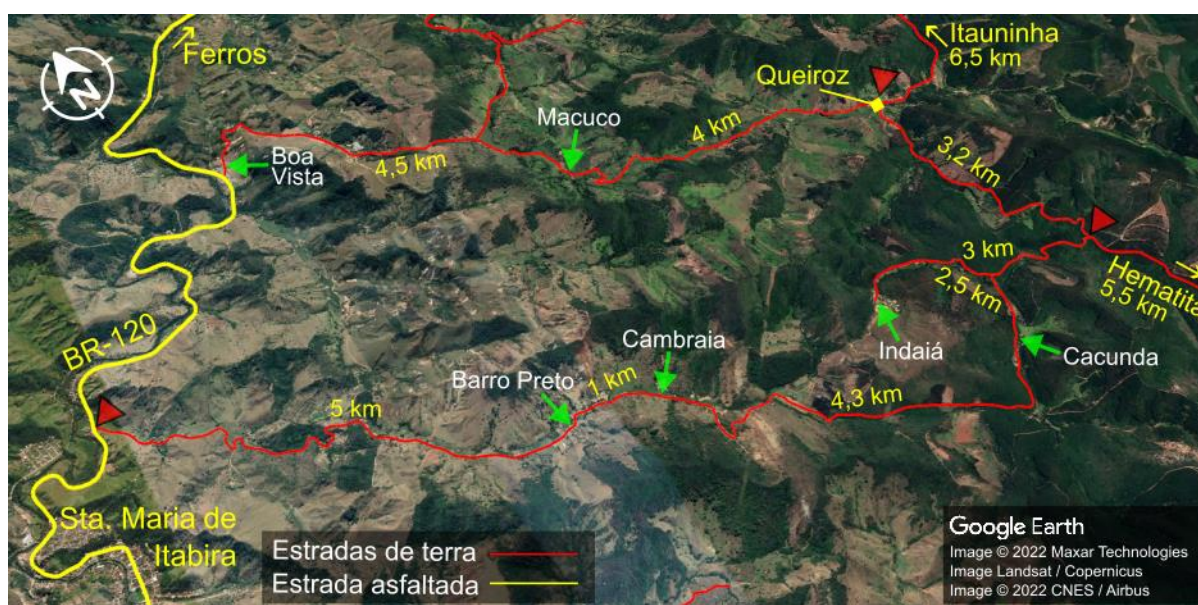 Ferros
Itauninha
6,5 km
Queiroz
N
Macuco
4 km
Boa
Vista
4,5 km
3,2 km
3 km
Hematita
5,5 km
2,5 km
BR-120
Cambraia
Indaiá
Cacunda
Barro Preto
1 km
5 km
4,3 km
Sta. Maria de
Itabira
Estradas de terra
Estrada asfaltada
Google Earth
Image © 2022 Maxar Technologies
Image Landsat / Copernicus
Image © 2022 CNES / Airbus